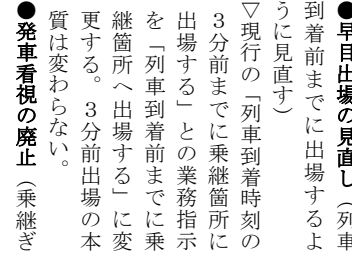 ●早目出場の見直し（列車
到着前までに出場するよ
うに見直す）
▽現行の「列車到着時刻の
３分前までに乗継箇所に
出場する」との業務指示
を「列車到着前までに乗
継箇所へ出場する」に変
更する。３分前出場の本
質は変わらない。
●発車看視の廃止（乗継ぎ